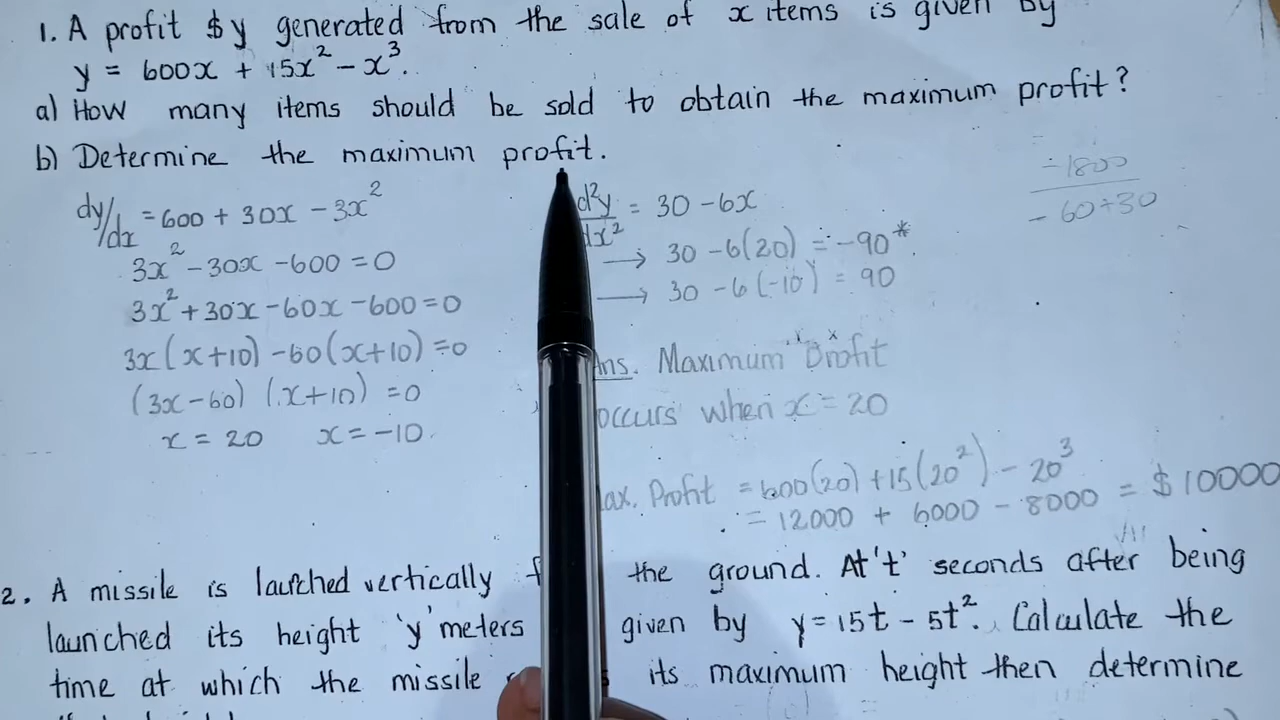 1. A profit $y generated from the sale of x items is given by
y = 600x + 15x² - x³.
a) How many items should be sold to obtain the maximum profit?
b) Determine the maximum profit.
dy/dx = 600 + 30x - 3x²
3x² - 30x - 600 = 0
3x² + 30x - 60x - 600 = 0
3x(x+10) - 60(x+10) = 0
(3x-60) (x+10) = 0
x = 20 x = -10
d²y/dx² = 30 - 6x
→ 30 - 6(20) = -90*
→ 30 - 6(-10) = 90
Ans. Maximum Profit
occurs when x = 20
Max. Profit = 600(20) + 15(20²) - 20³
= 12000 + 6000 - 8000 = $10000
-1800
-60+30
2. A missile is launched vertically the ground. At 't' seconds after being
launched its height 'y' meters given by y = 15t - 5t². Calculate the
time at which the missile its maximum height then determine